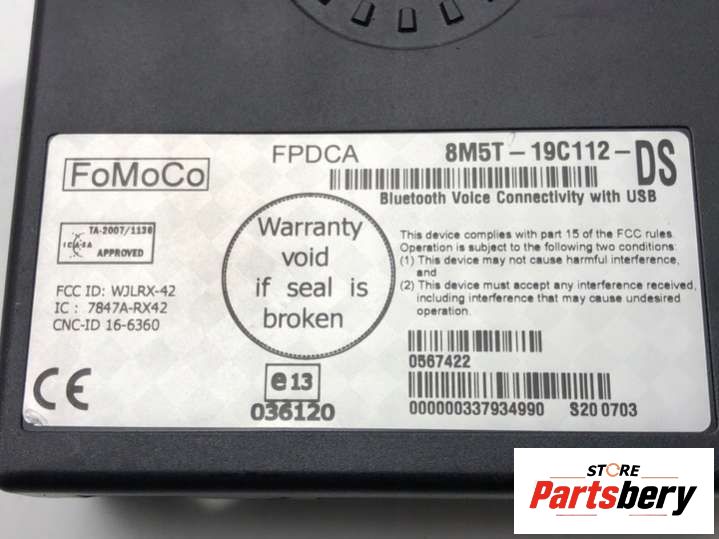 FoMoCo
FPDCA
8M5T-19C112-DS
Bluetooth Voice Connectivity with USB
TA-2007/1136
ICASA
APPROVED
FCC ID: WJLRX-42
IC : 7847A-RX42
CNC-ID 16-6360
Warranty
void
if seal is
broken
This device complies with part 15 of the FCC rules.
Operation is subject to the following two conditions:
(1) This device may not cause harmful interference,
and
(2) This device must accept any interference received,
including interference that may cause undesired
operation.
0567422
000000337934990 S20 0703
CE
e13
036120
STORE
Partsbery